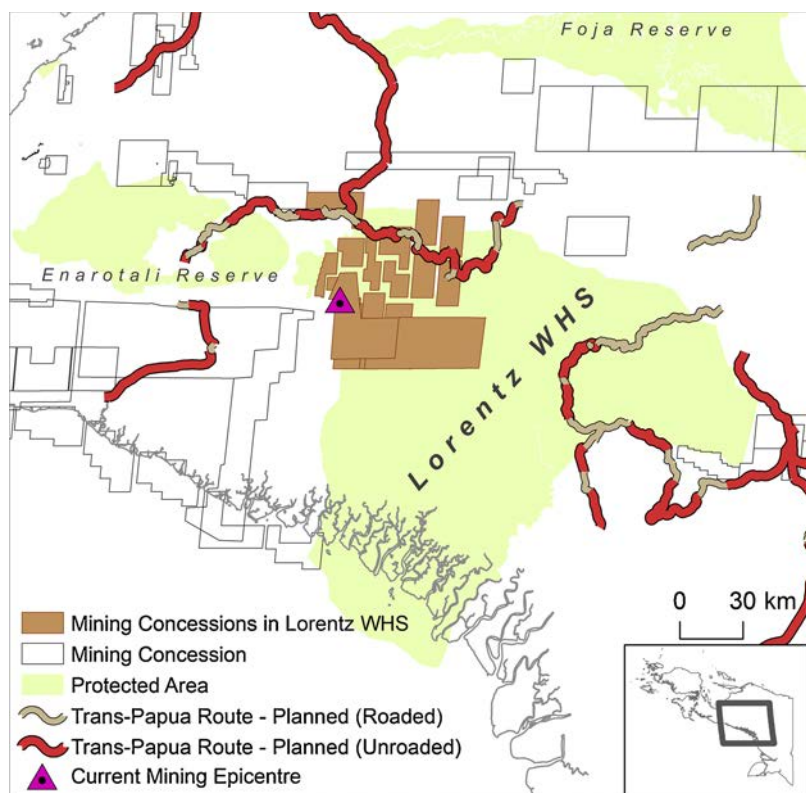 Foja Reserve
Enarotali Reserve
Lorentz WHS
Mining Concessions in Lorentz WHS
Mining Concession
Protected Area
Trans-Papua Route - Planned (Roaded)
Trans-Papua Route - Planned (Unroaded)
Current Mining Epicentre
0 30 km